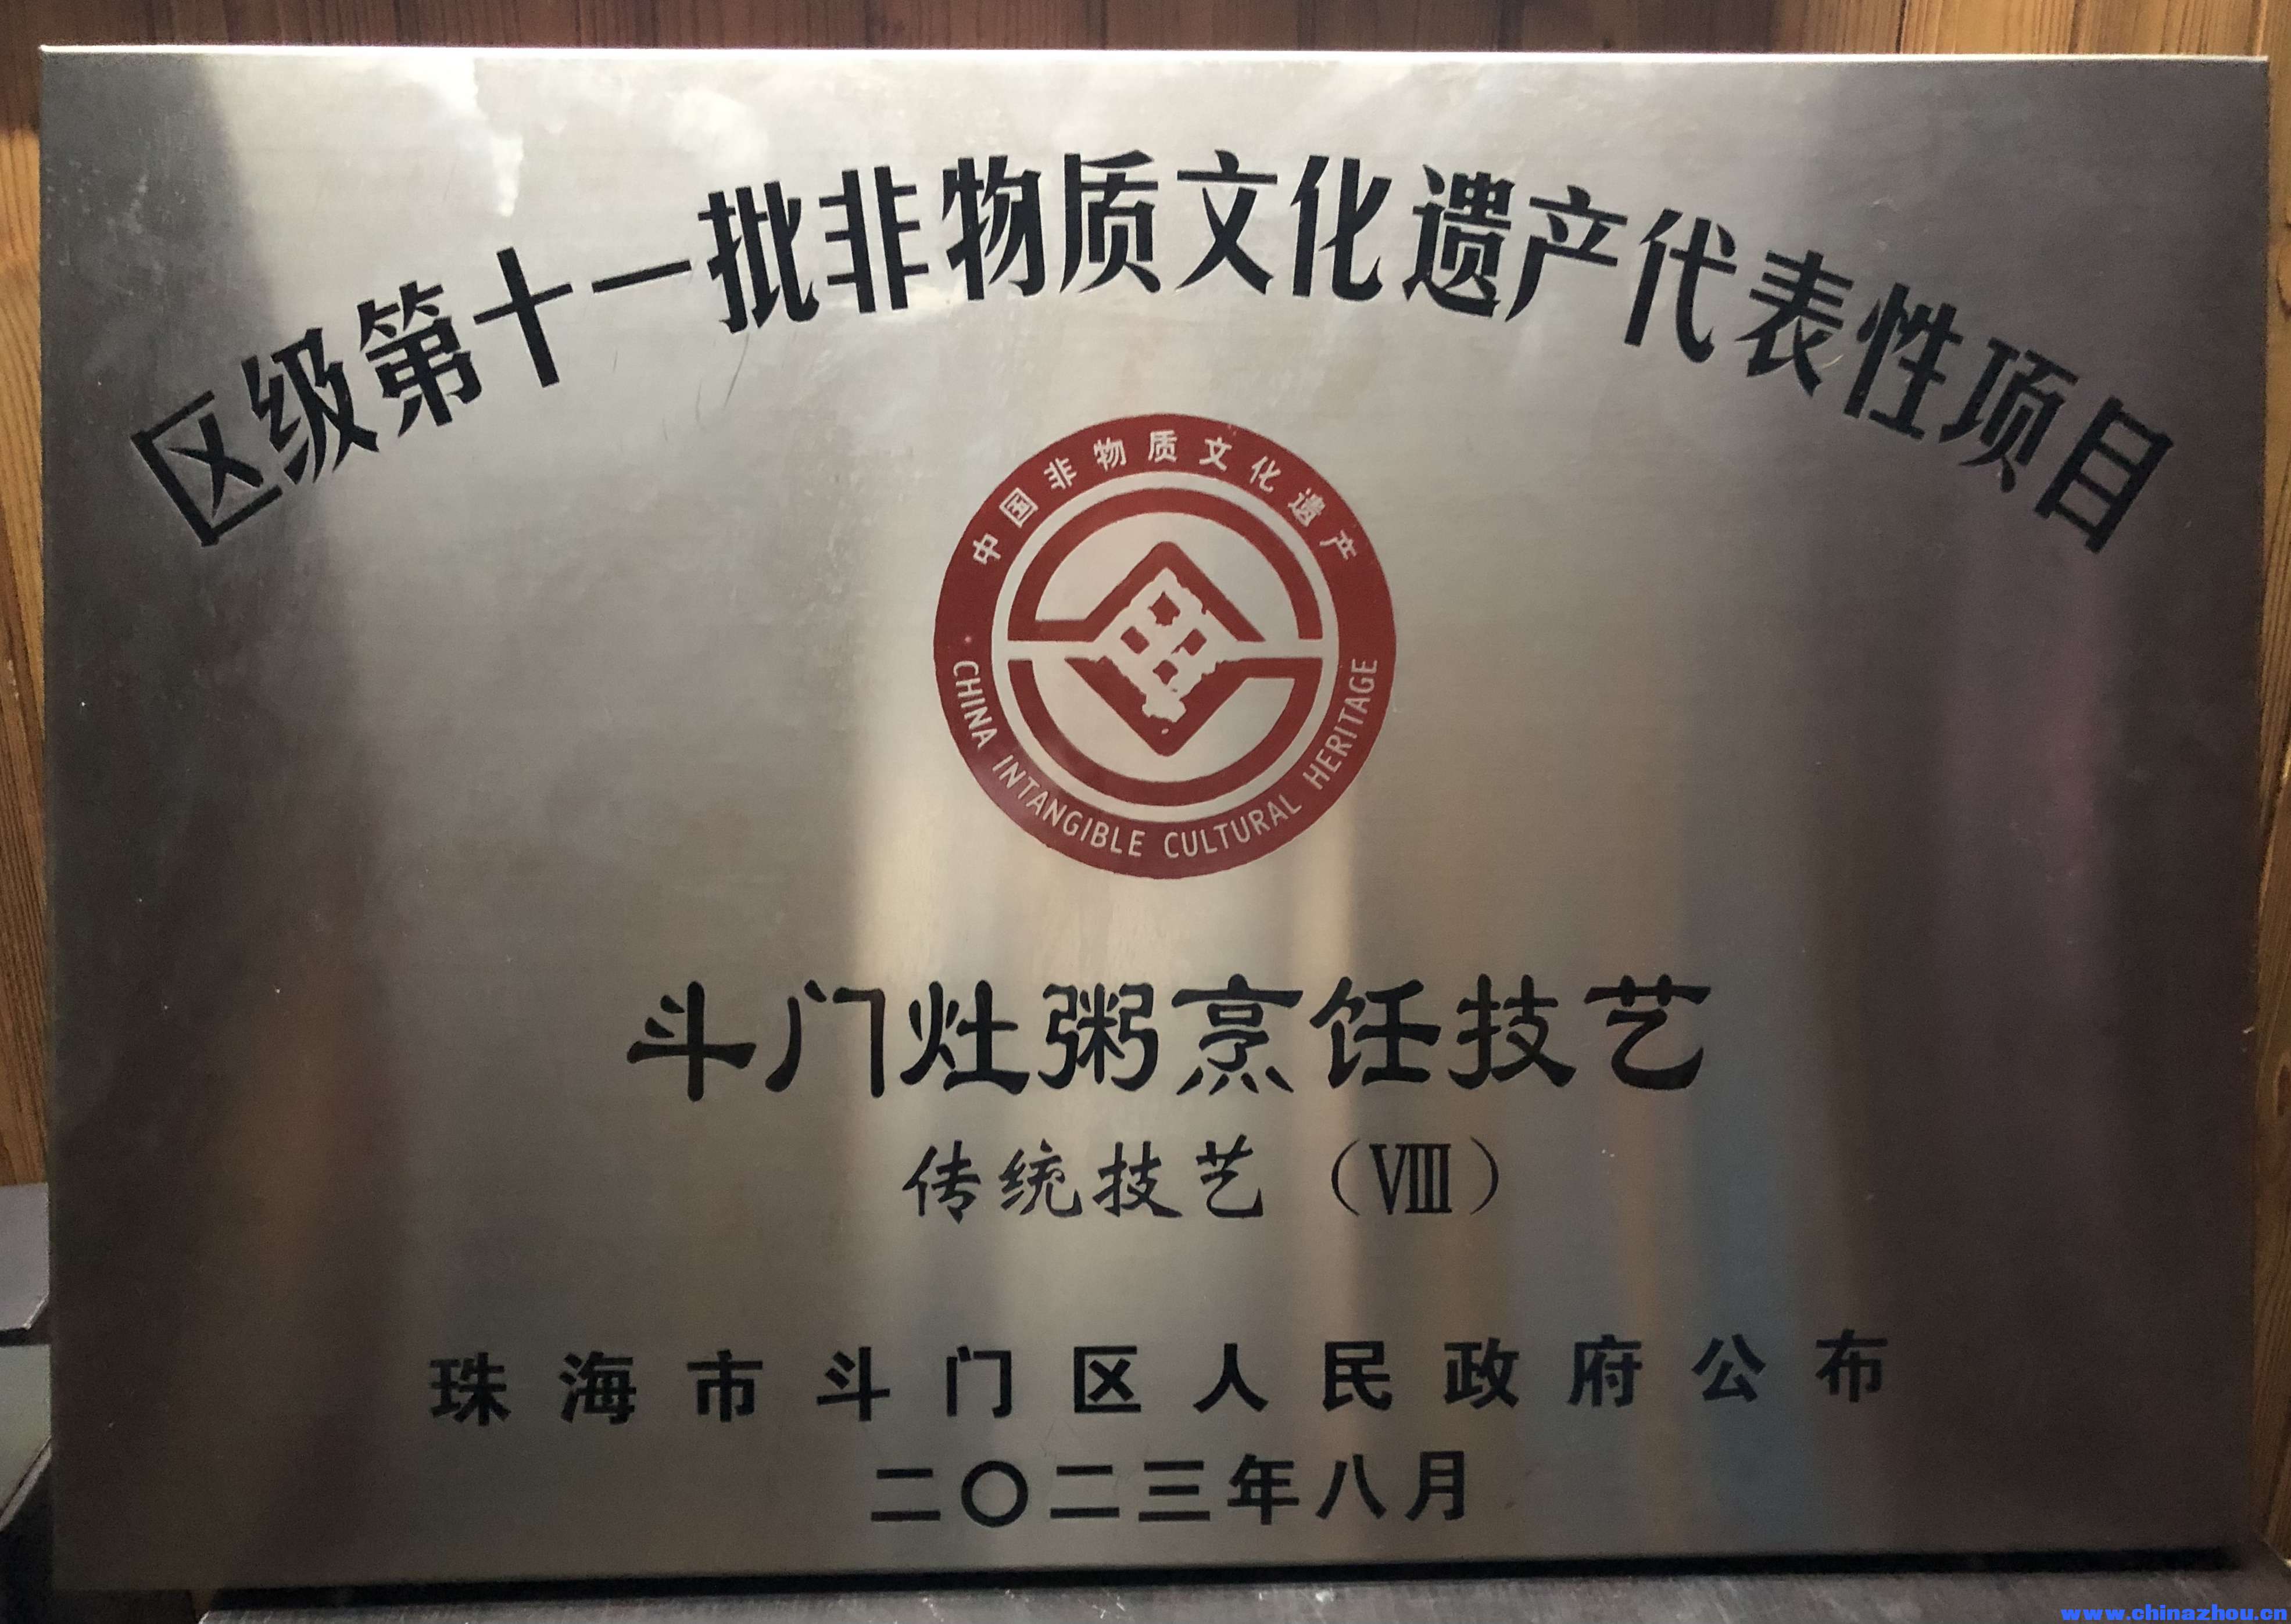 区级第十一批非物质文化遗产代表性项目
中国非物质文化遗产
· CHINA INTANGIBLE CULTURAL HERITAGE
斗门灶粥烹饪技艺
传统技艺（Ⅷ）
珠海市斗门区人民政府公布
二〇二三年八月
www.chinazhou.cn